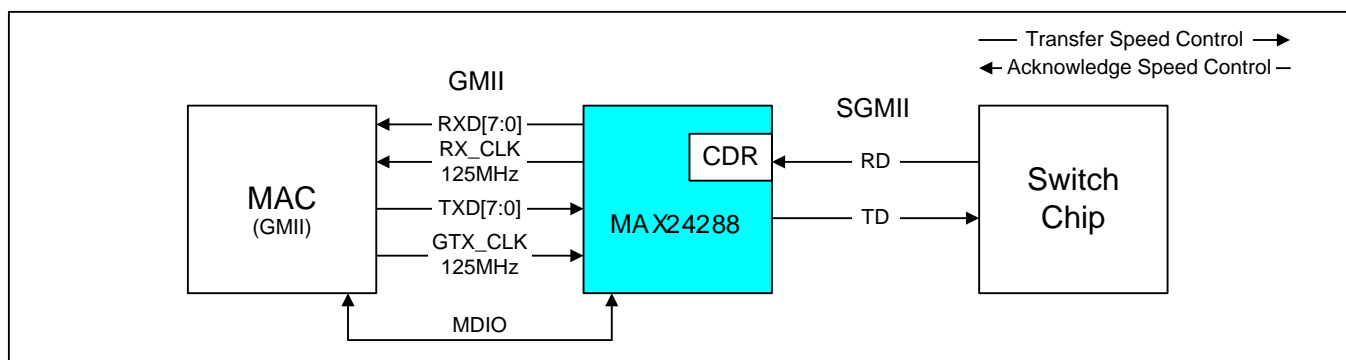 Transfer Speed Control
Acknowledge Speed Control
GMII
SGMII
RXD[7:0]
RX_CLK
125MHz
TXD[7:0]
GTX_CLK
125MHz
MDIO
MAC
(GMII)
CDR
MAX24288
RD
TD
Switch
Chip